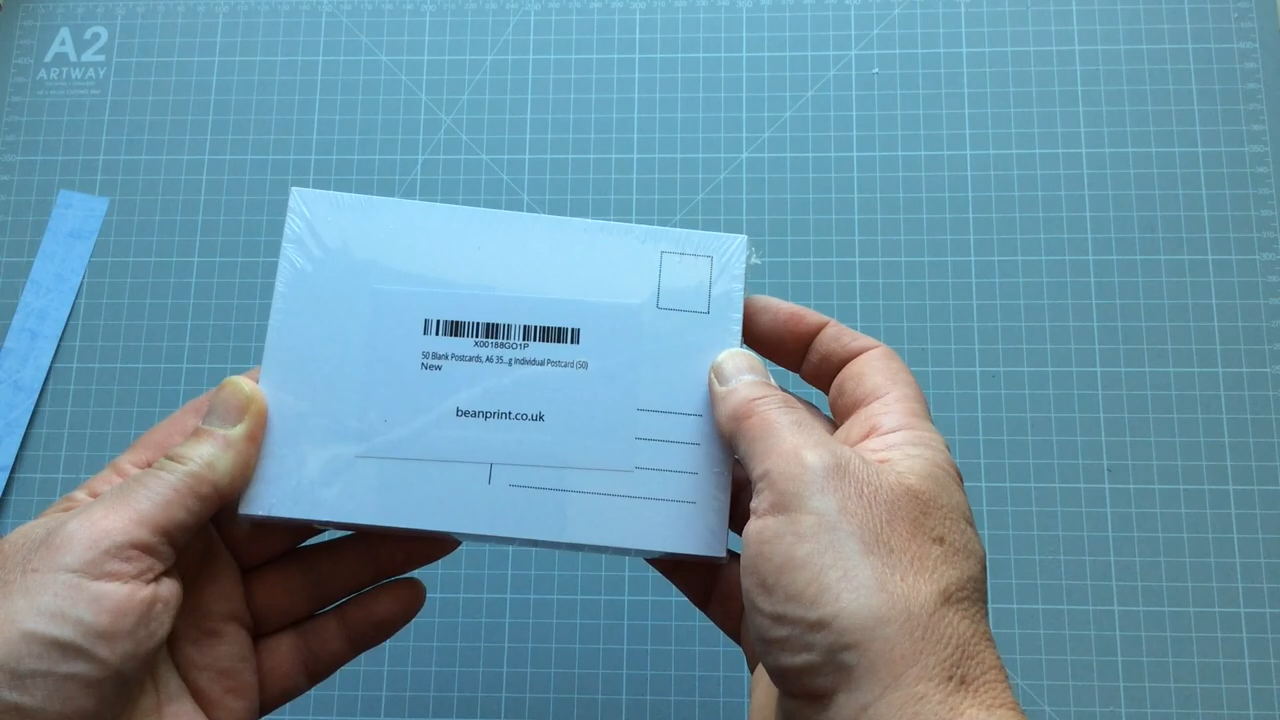 A2
ARTWAY
X00188GO1P
50 Blank Postcards, A6 35...g Individual Postcard (50)
New
beanprint.co.uk